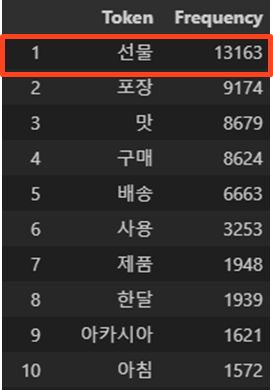 Token Frequency
1 선물 13163
2 포장 9174
3 맛 8679
4 구매 8624
5 배송 6663
6 사용 3253
7 제품 1948
8 한달 1939
9 아카시아 1621
10 아침 1572